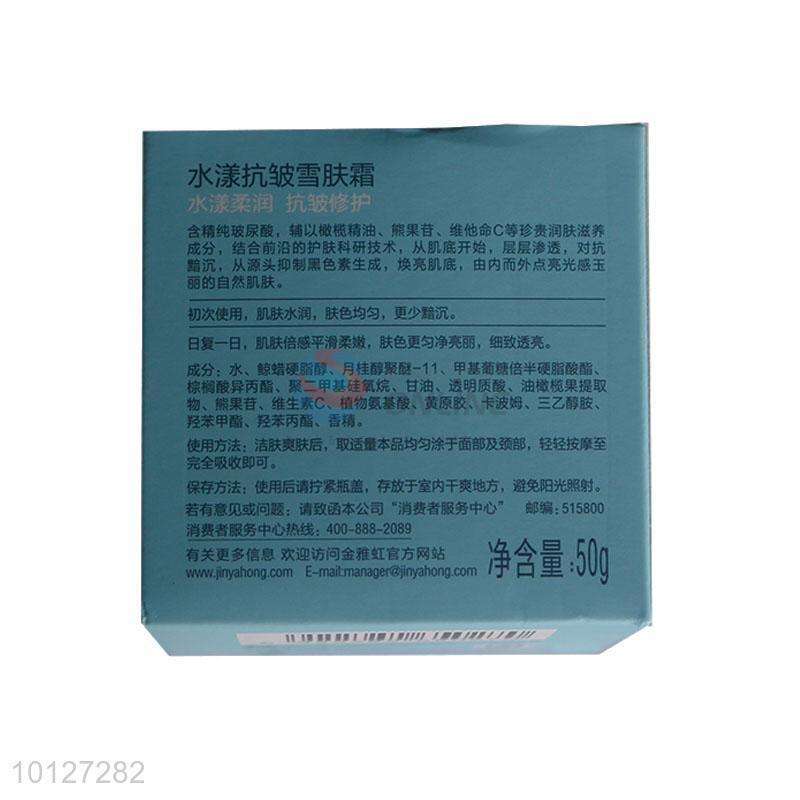 水漾抗皱雪肤霜
水漾柔润 抗皱修护
含精纯玻尿酸，辅以橄榄精油、熊果苷、维他命C等珍贵润肤滋养
成分，结合前沿的护肤科研技术，从肌底开始，层层渗透，对抗
黯沉，从源头抑制黑色素生成，焕亮肌底，由内而外点亮光感玉
丽的自然肌肤。
初次使用，肌肤水润，肤色均匀，更少黯沉。
日复一日，肌肤倍感平滑柔嫩，肤色更匀净亮丽，细致透亮。
成分：水、鲸蜡硬脂醇、月桂醇聚醚-11、甲基葡糖倍半硬脂酸酯、
棕榈酸异丙酯、聚二甲基硅氧烷、甘油、透明质酸、油橄榄果提取
物、熊果苷、维生素C、植物氨基酸、黄原胶、卡波姆、三乙醇胺、
羟苯甲酯、羟苯丙酯、香精。
使用方法：洁肤爽肤后，取适量本品均匀涂于面部及颈部，轻轻按摩至
完全吸收即可。
保存方法：使用后请拧紧瓶盖，存放于室内干爽地方，避免阳光照射。
若有意见或问题：请致函本公司“消费者服务中心” 邮编：515800
消费者服务中心热线：400-888-2089
有关更多信息 欢迎访问金雅虹官方网站
www.jinyahong.com E-mail:manager@jinyahong.com
净含量:50g
ONLINE
10127282